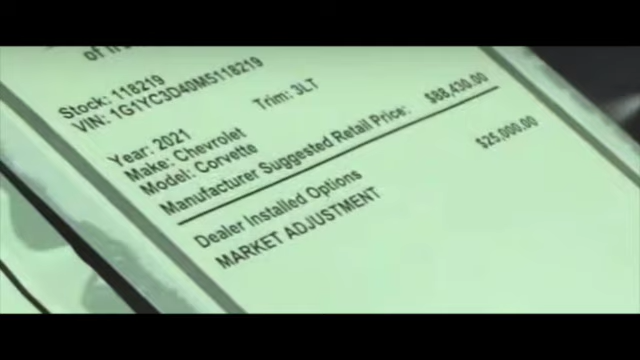 of
Stock: 118219
VIN: 1G1YC3D40M5118219
Year: 2021 Trim: 3LT
Make: Chevrolet
Model: Corvette
Manufacturer Suggested Retail Price: $88,430.00
Dealer Installed Options $25,000.00
MARKET ADJUSTMENT